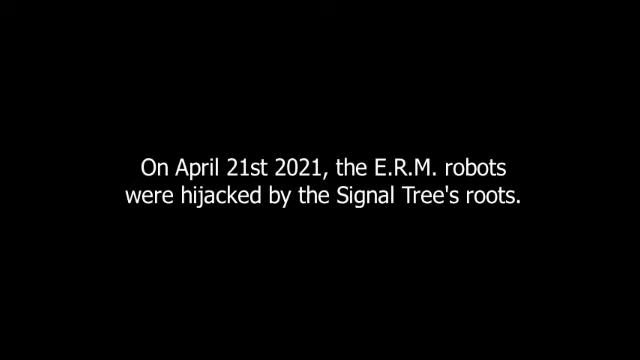 On April 21st 2021, the E.R.M. robots
were hijacked by the Signal Tree's roots.